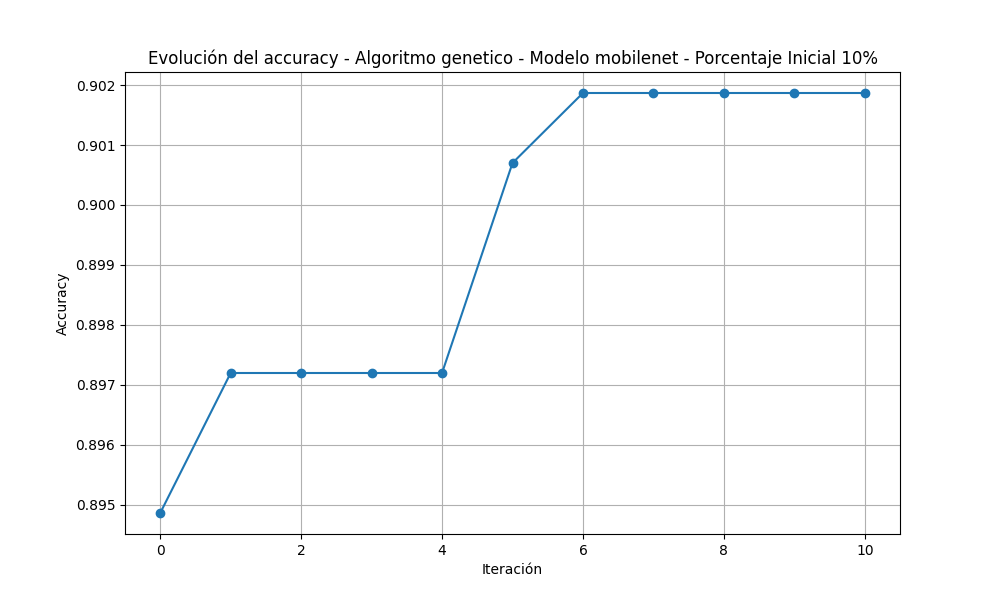 Evolución del accuracy - Algoritmo genetico - Modelo mobilenet - Porcentaje Inicial 10%
0.902
0.901
0.900
0.899
0.898
0.897
0.896
0.895
Accuracy
0 2 4 6 8 10
Iteración